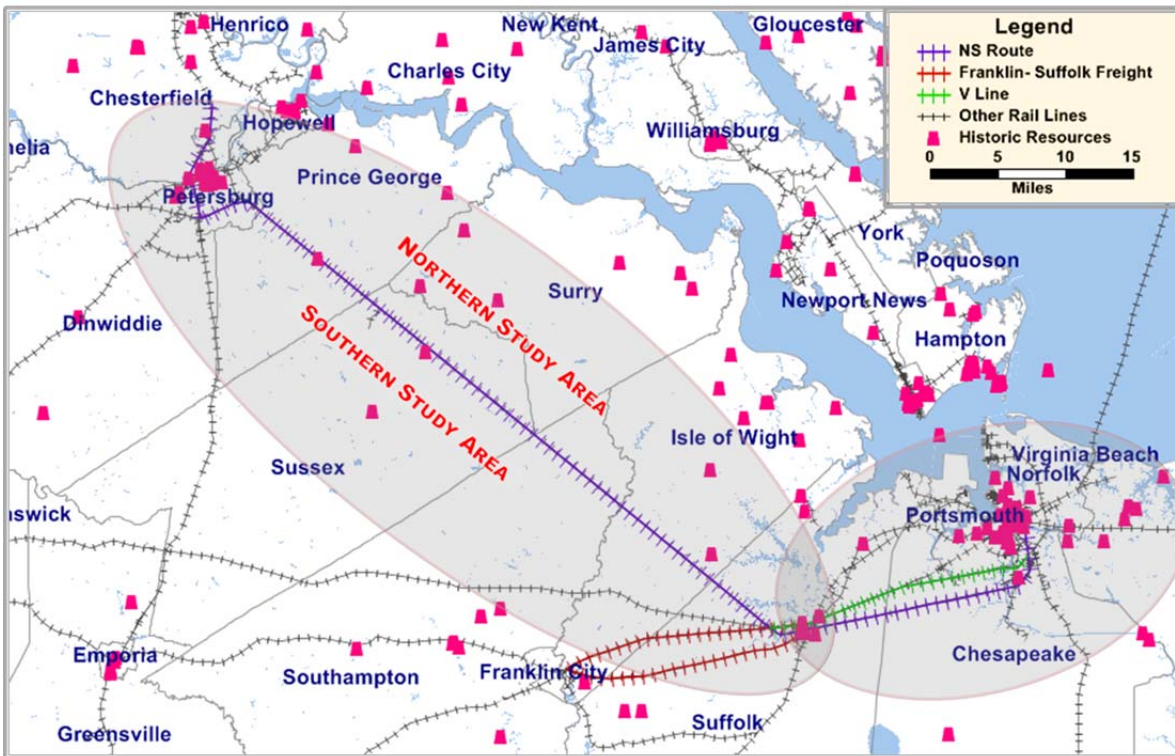 Henrico
New Kent
Gloucester
James City
Charles City
Chesterfield
Hopewell
Williamsburg
nelia
Prince George
Petersburg
York
Poquoson
NORTHERN STUDY AREA
Surry
Newport News
Dinwiddie
SOUTHERN STUDY AREA
Hampton
Isle of Wight
Sussex
Virginia Beach
Norfolk
nswick
Portsmouth
Emporia
Southampton
Franklin City
Chesapeake
Greensville
Suffolk
Legend
NS Route
Franklin- Suffolk Freight
V Line
Other Rail Lines
Historic Resources
0 5 10 15
Miles